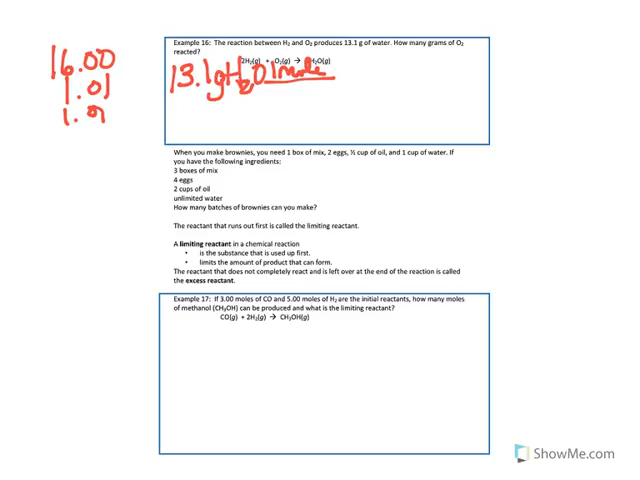 Example 16: The reaction between H₂ and O₂ produces 13.1 g of water. How many grams of O₂
reacted?
2H₂(g) + O₂(g) → H₂O(g)
16.00
1.01
1.0
13.1gH₂O 1mole
When you make brownies, you need 1 box of mix, 2 eggs, ½ cup of oil, and 1 cup of water. If
you have the following ingredients:
3 boxes of mix
4 eggs
2 cups of oil
unlimited water
How many batches of brownies can you make?
The reactant that runs out first is called the limiting reactant.
A limiting reactant in a chemical reaction
• is the substance that is used up first.
• limits the amount of product that can form.
The reactant that does not completely react and is left over at the end of the reaction is called
the excess reactant.
Example 17: If 3.00 moles of CO and 5.00 moles of H₂ are the initial reactants, how many moles
of methanol (CH₃OH) can be produced and what is the limiting reactant?
CO(g) + 2H₂(g) → CH₃OH(g)
ShowMe.com